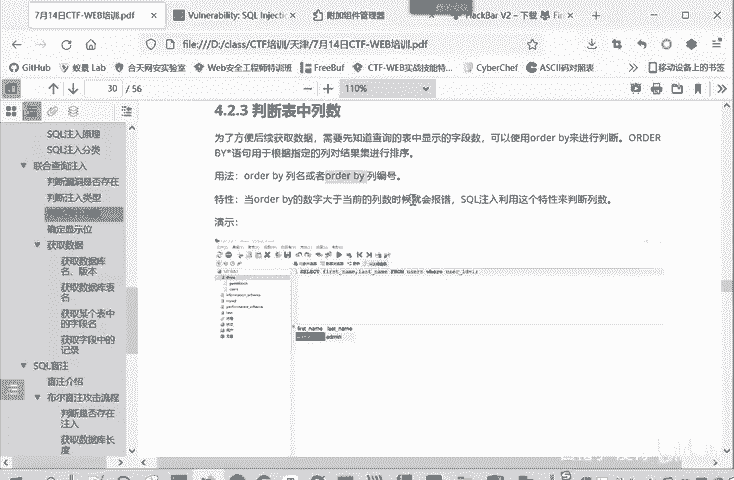 7月14日CTF-WEB培训.pdf
Vulnerability: SQL Injectio
附加组件管理器
HackBar V2 – 下载
file:///D:/class/CTF培训/天津/7月14日CTF-WEB培训.pdf
GitHub 蚁景 Lab 合天网安实验室 Web安全工程师特训班 FreeBuf CTF-WEB实战技能特... CyberChef ASCII码对照表 移动设备上的书签
30 / 56
110%
SQL注入原理
SQL注入分类
联合查询注入
判断漏洞是否存在
判断注入类型
确定显示位
获取数据
获取数据库
名、版本
获取数据库表
名
获取某个表中
的字段名
获取字段中的
记录
SQL盲注
盲注介绍
布尔盲注攻击流程
判断是否存在
注入
获取数据库长
度
4.2.3 判断表中列数
为了方便后续获取数据，需要先知道查询的表中显示的字段数，可以使用order by来进行判断。ORDER
BY*语句用于根据指定的列对结果集进行排序。
用法：order by 列名或者order by 列编号。
特性：当order by的数字大于当前的列数时候就会报错，SQL注入利用这个特性来判断列数。
演示：
SELECT first_name,last_name FROM users where user_id=1;
first_name last_name
admin